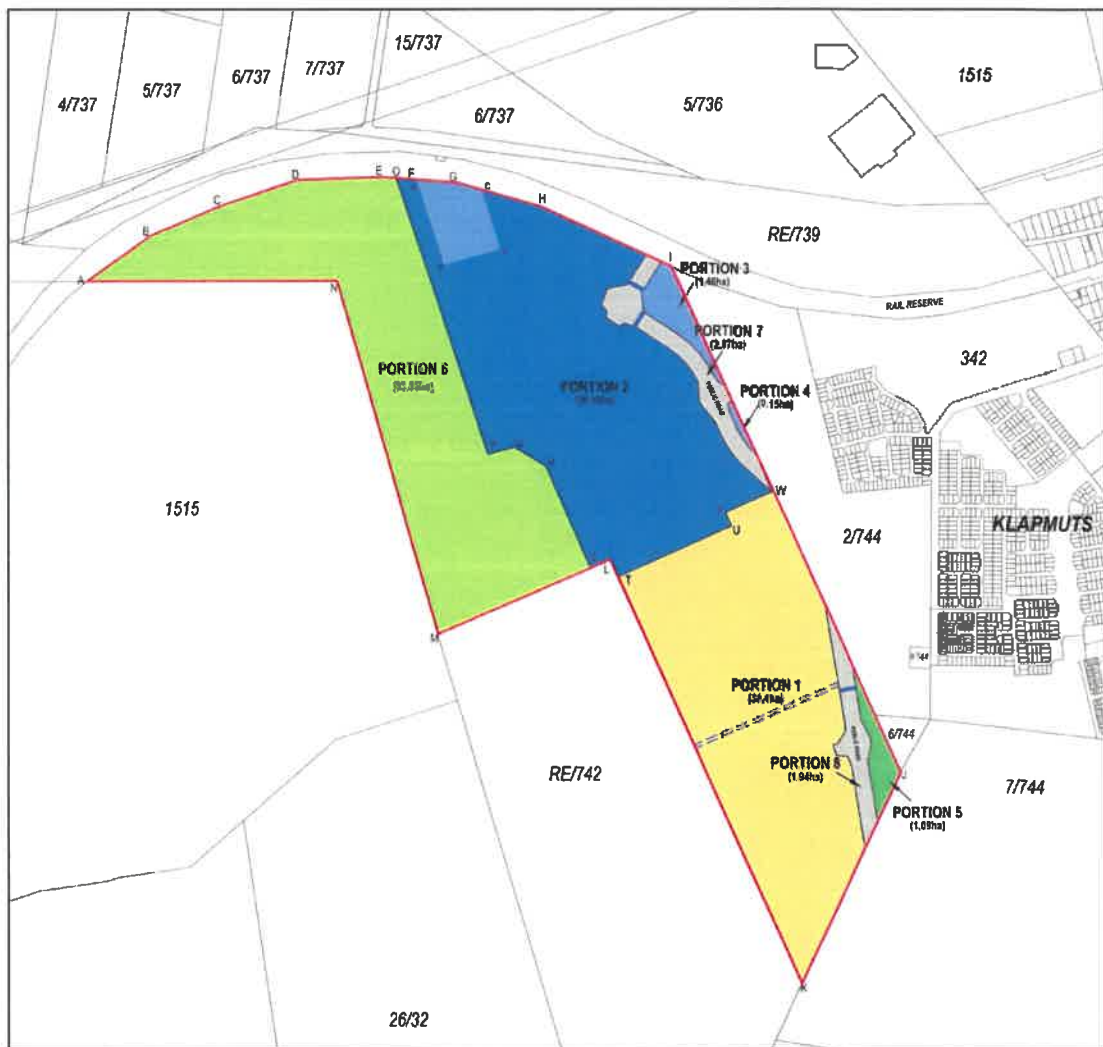 15/737
7/737
6/737
5/737
4/737
1515
5/736
6/737
D
E
O
F
G
C
H
B
RE/739
I
A
N
PORTION 3
RAIL RESERVE
PORTION 7
342
PORTION 6
PORTION 2
PORTION 4
(0.15ha)
W
1515
U
KLAPMUTS
2/744
L
T
M
PORTION 1
6/744
RE/742
PORTION 8
(1.94ha)
J
7/744
PORTION 5
(1,09ha)
K
26/32